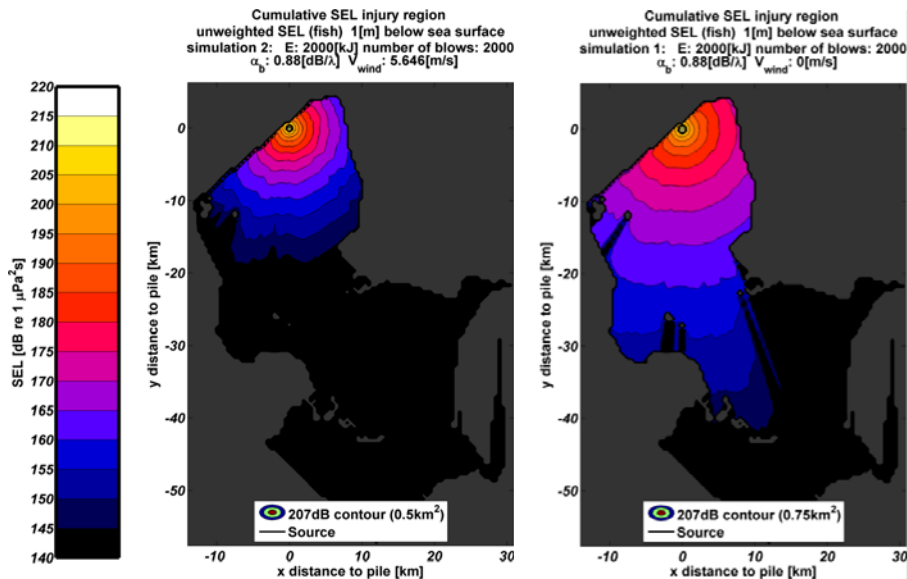 Cumulative SEL injury region
unweighted SEL (fish) 1[m] below sea surface
simulation 2: E: 2000[kJ] number of blows: 2000
α_b: 0.88[dB/λ] V_wind: 5.646[m/s]
Cumulative SEL injury region
unweighted SEL (fish) 1[m] below sea surface
simulation 1: E: 2000[kJ] number of blows: 2000
α_b: 0.88[dB/λ] V_wind: 0[m/s]
SEL [dB re 1 μPa²s]
220
215
210
205
200
195
190
185
180
175
170
165
160
155
150
145
140
y distance to pile [km]
0
-10
-20
-30
-40
-50
207dB contour (0.5km²)
Source
-10
0
10
20
30
x distance to pile [km]
y distance to pile [km]
0
-10
-20
-30
-40
-50
207dB contour (0.75km²)
Source
-10
0
10
20
30
x distance to pile [km]